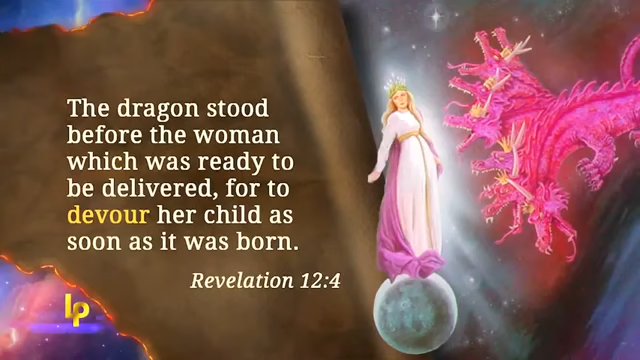 The dragon stood
before the woman
which was ready to
be delivered, for to
devour her child as
soon as it was born.
Revelation 12:4
lp